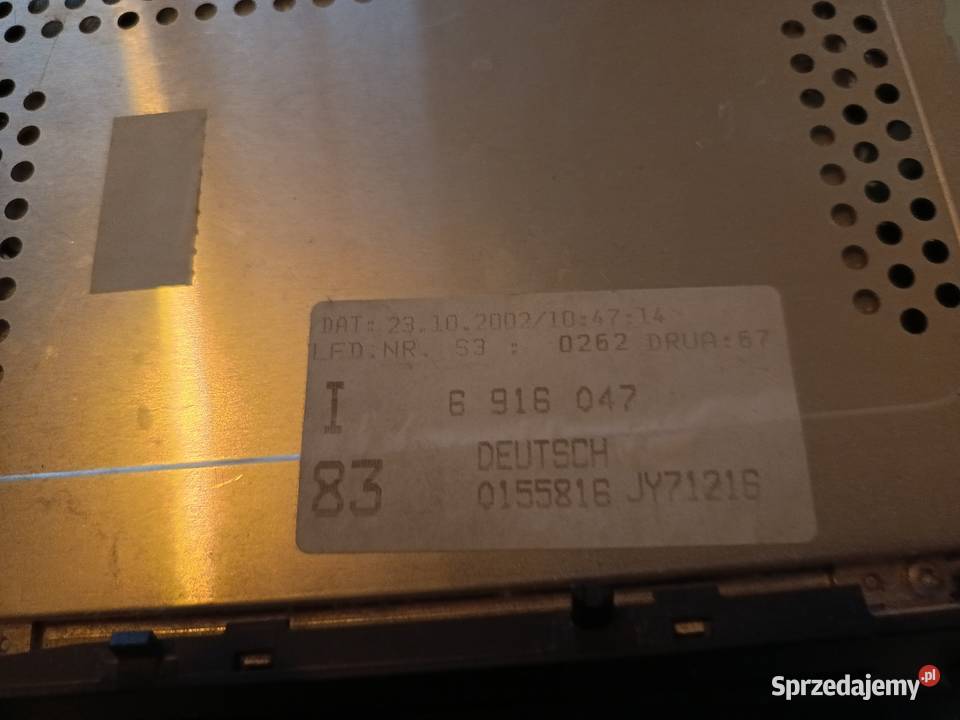 DAT: 23.10.2002/10:47:14
LFD.NR. S3 : 0262 DRUA:67
I 6 916 047
DEUTSCH
83 0155816 JY71216
Sprzedajemy.pl